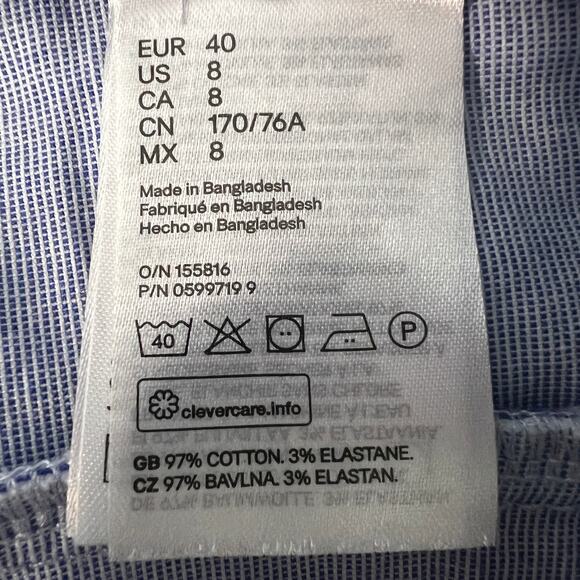 EUR 40
US 8
CA 8
CN 170/76A
MX 8
Made in Bangladesh
Fabriqué en Bangladesh
Hecho en Bangladesh
O/N 155816
P/N 0599719 9
40 P
clevercare.info
GB 97% COTTON. 3% ELASTANE.
CZ 97% BAVLNA. 3% ELASTAN.